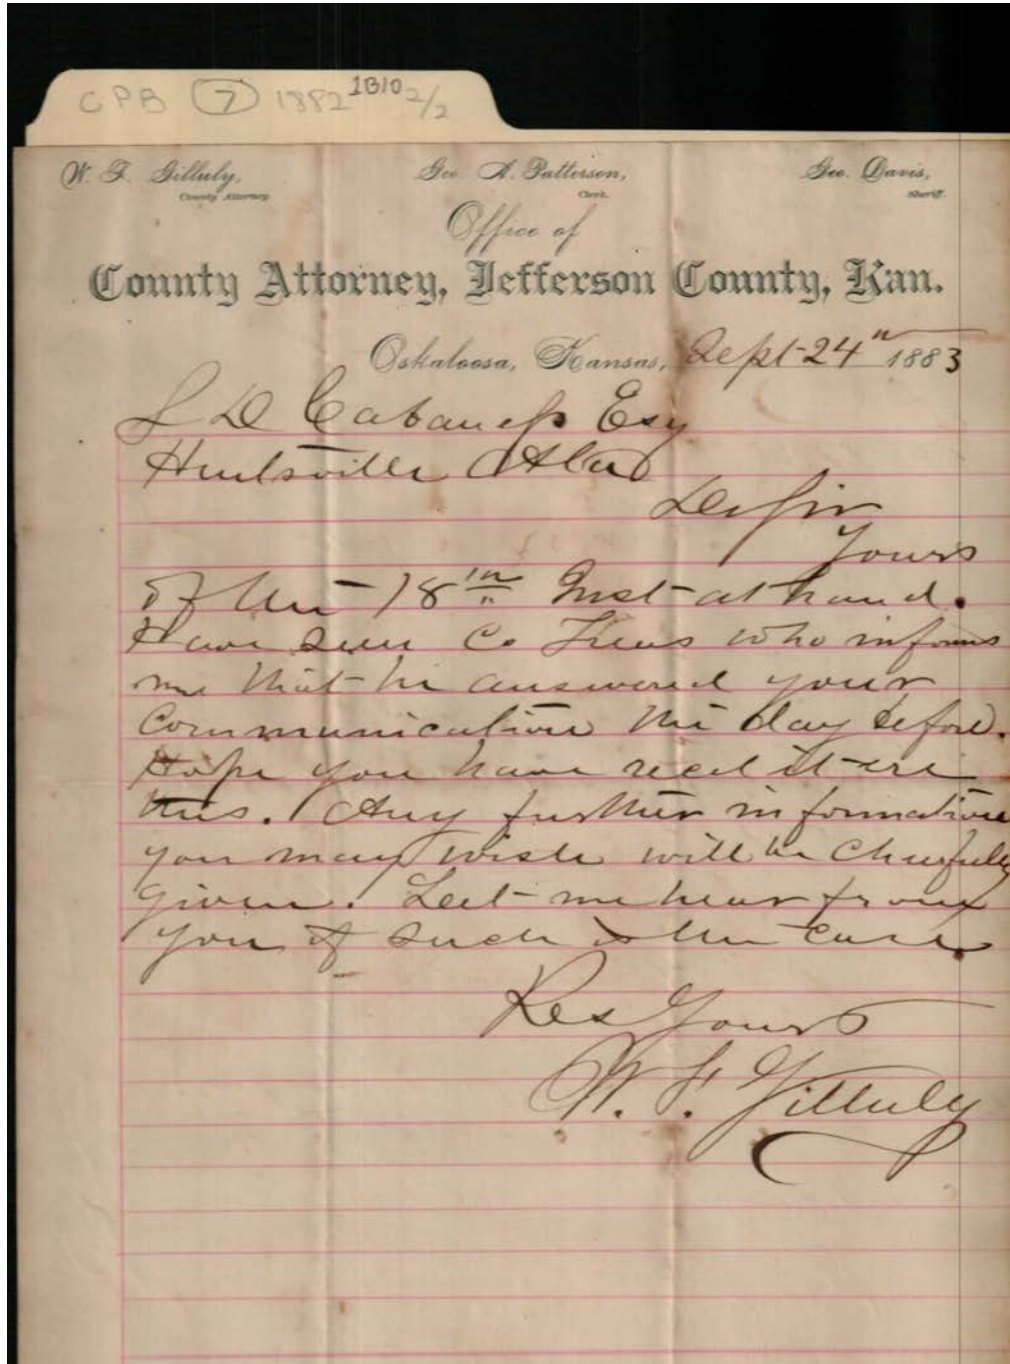 CPB 7 1882 1B10 2/2
W. F. Gilluly, Geo. A. Patterson, Geo. Davis,
County Attorney Clerk. Sheriff.
Office of
County Attorney, Jefferson County, Kan.
Oskaloosa, Kansas, Sept 24th 1883
S D Cabaness Esq
Huntsville Ala
De Sir
Yours
of the 18th Inst at hand.
Have seen Co Treas who informs
me that he answered your
communication the day before.
Hope you have recd it ere
this. Any further information
you may wish will be cheerfully
given. Let me hear from
you if such is the case.
Res Yours
W. F. Gilluly